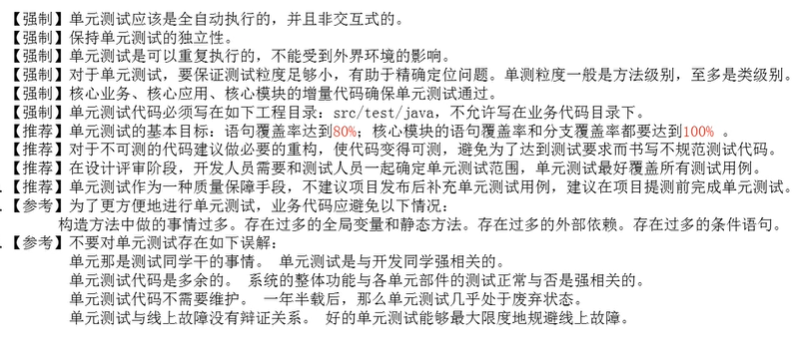 【强制】单元测试应该是全自动执行的，并且非交互式的。
【强制】保持单元测试的独立性。
【强制】单元测试是可以重复执行的，不能受到外界环境的影响。
【强制】对于单元测试，要保证测试粒度足够小，有助于精确定位问题。单测粒度一般是方法级别，至多是类级别。
【强制】核心业务、核心应用、核心模块的增量代码确保单元测试通过。
【强制】单元测试代码必须写在如下工程目录：src/test/java，不允许写在业务代码目录下。
【推荐】单元测试的基本目标：语句覆盖率达到80%；核心模块的语句覆盖率和分支覆盖率都要达到100% 。
【推荐】对于不可测的代码建议做必要的重构，使代码变得可测，避免为了达到测试要求而书写不规范测试代码。
【推荐】在设计评审阶段，开发人员需要和测试人员一起确定单元测试范围，单元测试最好覆盖所有测试用例。
.【推荐】单元测试作为一种质量保障手段，不建议项目发布后补充单元测试用例，建议在项目提测前完成单元测试。
.【参考】为了更方便地进行单元测试，业务代码应避免以下情况：
构造方法中做的事情过多。存在过多的全局变量和静态方法。存在过多的外部依赖。存在过多的条件语句。
.【参考】不要对单元测试存在如下误解：
单元那是测试同学干的事情。 单元测试是与开发同学强相关的。
单元测试代码是多余的。 系统的整体功能与各单元部件的测试正常与否是强相关的。
单元测试代码不需要维护。 一年半载后，那么单元测试几乎处于废弃状态。
单元测试与线上故障没有辩证关系。 好的单元测试能够最大限度地规避线上故障。